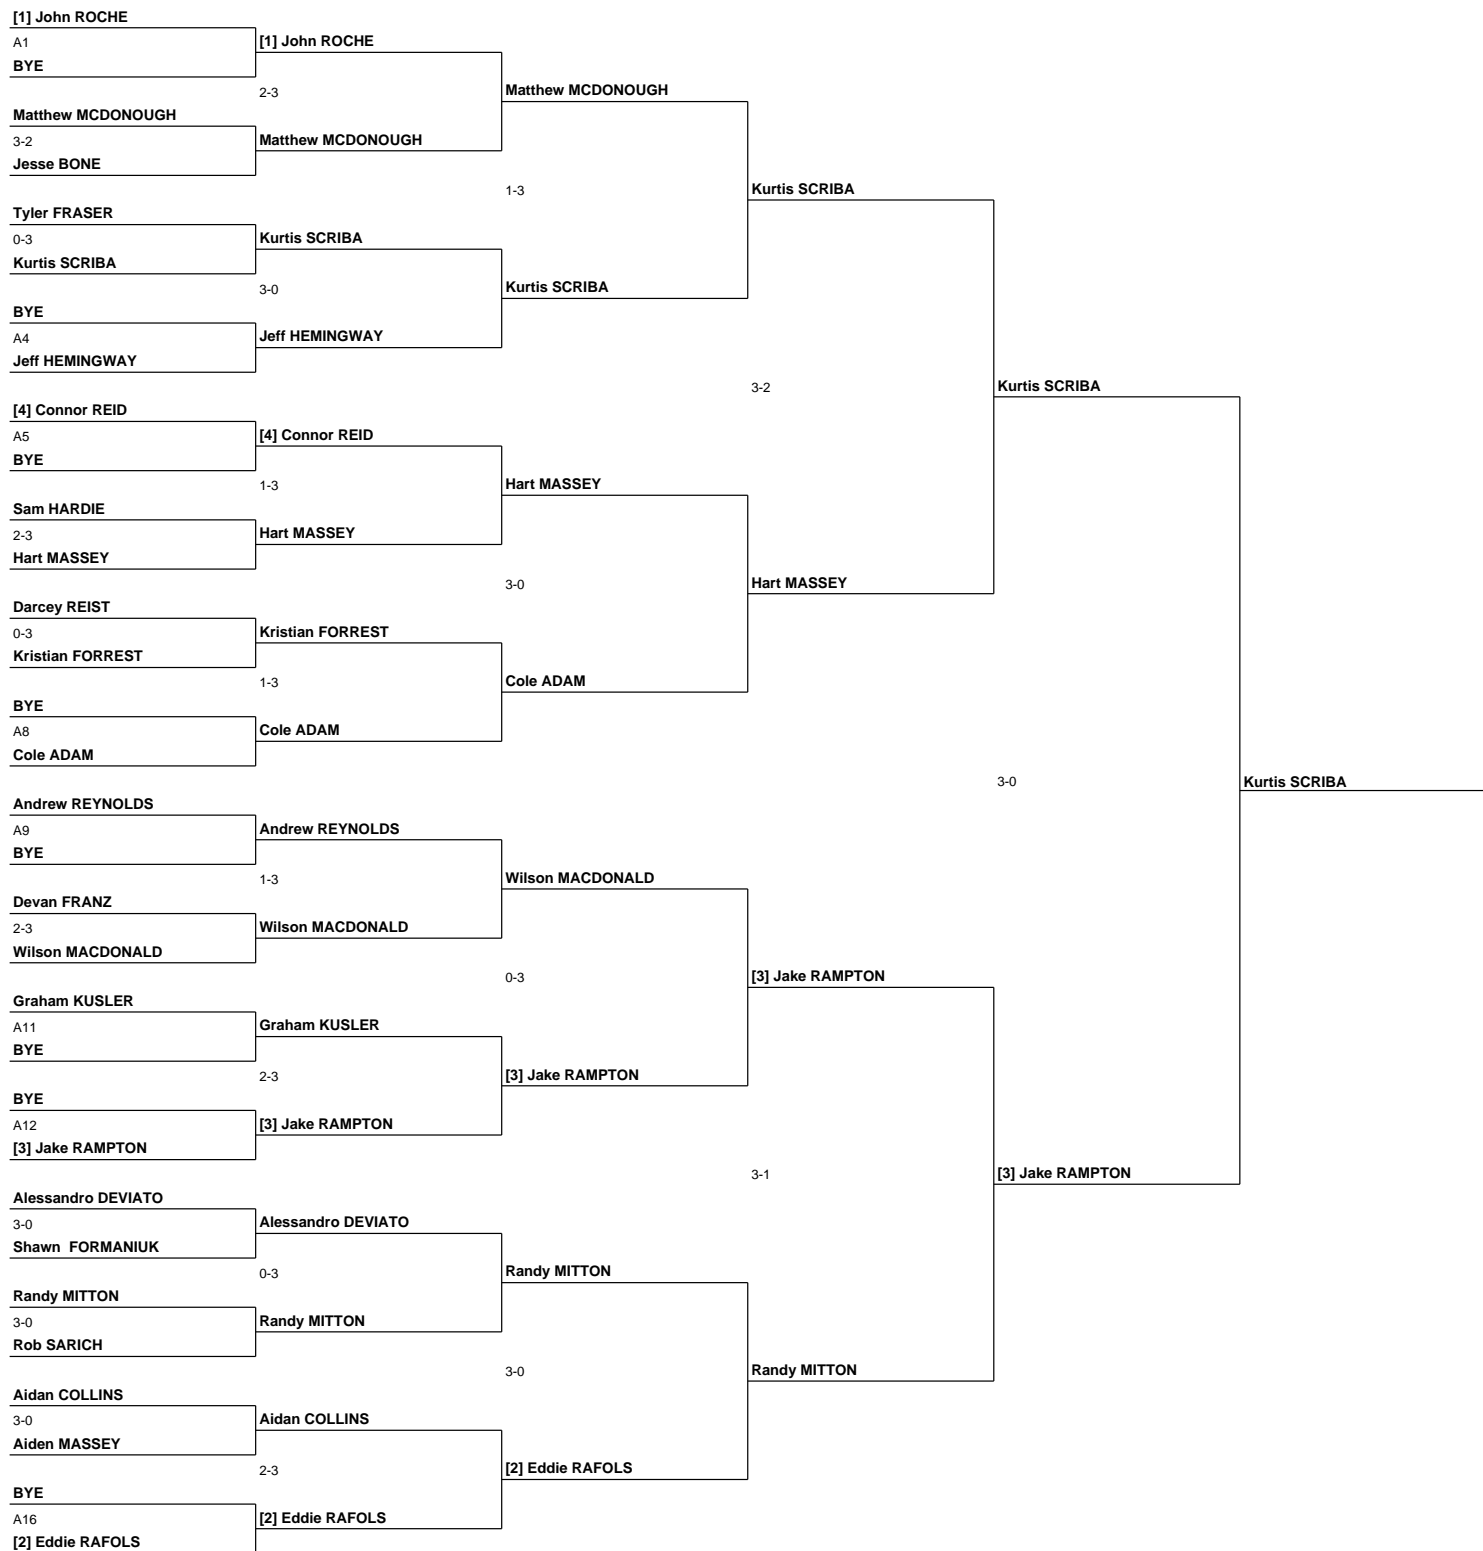 [1] John ROCHE
A1
BYE
Matthew MCDONOUGH
3-2
Jesse BONE
Tyler FRASER
0-3
Kurtis SCRIBA
BYE
A4
Jeff HEMINGWAY
[4] Connor REID
A5
BYE
Sam HARDIE
2-3
Hart MASSEY
Darcey REIST
0-3
Kristian FORREST
BYE
A8
Cole ADAM
Andrew REYNOLDS
A9
BYE
Devan FRANZ
2-3
Wilson MACDONALD
Graham KUSLER
A11
BYE
BYE
A12
[3] Jake RAMPTON
Alessandro DEVIATO
3-0
Shawn  FORMANIUK
Randy MITTON
3-0
Rob SARICH
Aidan COLLINS
3-0
Aiden MASSEY
BYE
A16
[2] Eddie RAFOLS
[1] John ROCHE
2-3
Matthew MCDONOUGH
Kurtis SCRIBA
3-0
Jeff HEMINGWAY
[4] Connor REID
1-3
Hart MASSEY
Kristian FORREST
1-3
Cole ADAM
Andrew REYNOLDS
1-3
Wilson MACDONALD
Graham KUSLER
2-3
[3] Jake RAMPTON
Alessandro DEVIATO
0-3
Randy MITTON
Aidan COLLINS
2-3
[2] Eddie RAFOLS
Matthew MCDONOUGH
1-3
Kurtis SCRIBA
Hart MASSEY
3-0
Cole ADAM
Wilson MACDONALD
0-3
[3] Jake RAMPTON
Randy MITTON
3-0
[2] Eddie RAFOLS
Kurtis SCRIBA
3-2
Hart MASSEY
[3] Jake RAMPTON
3-1
Randy MITTON
Kurtis SCRIBA
3-0
[3] Jake RAMPTON
Kurtis SCRIBA